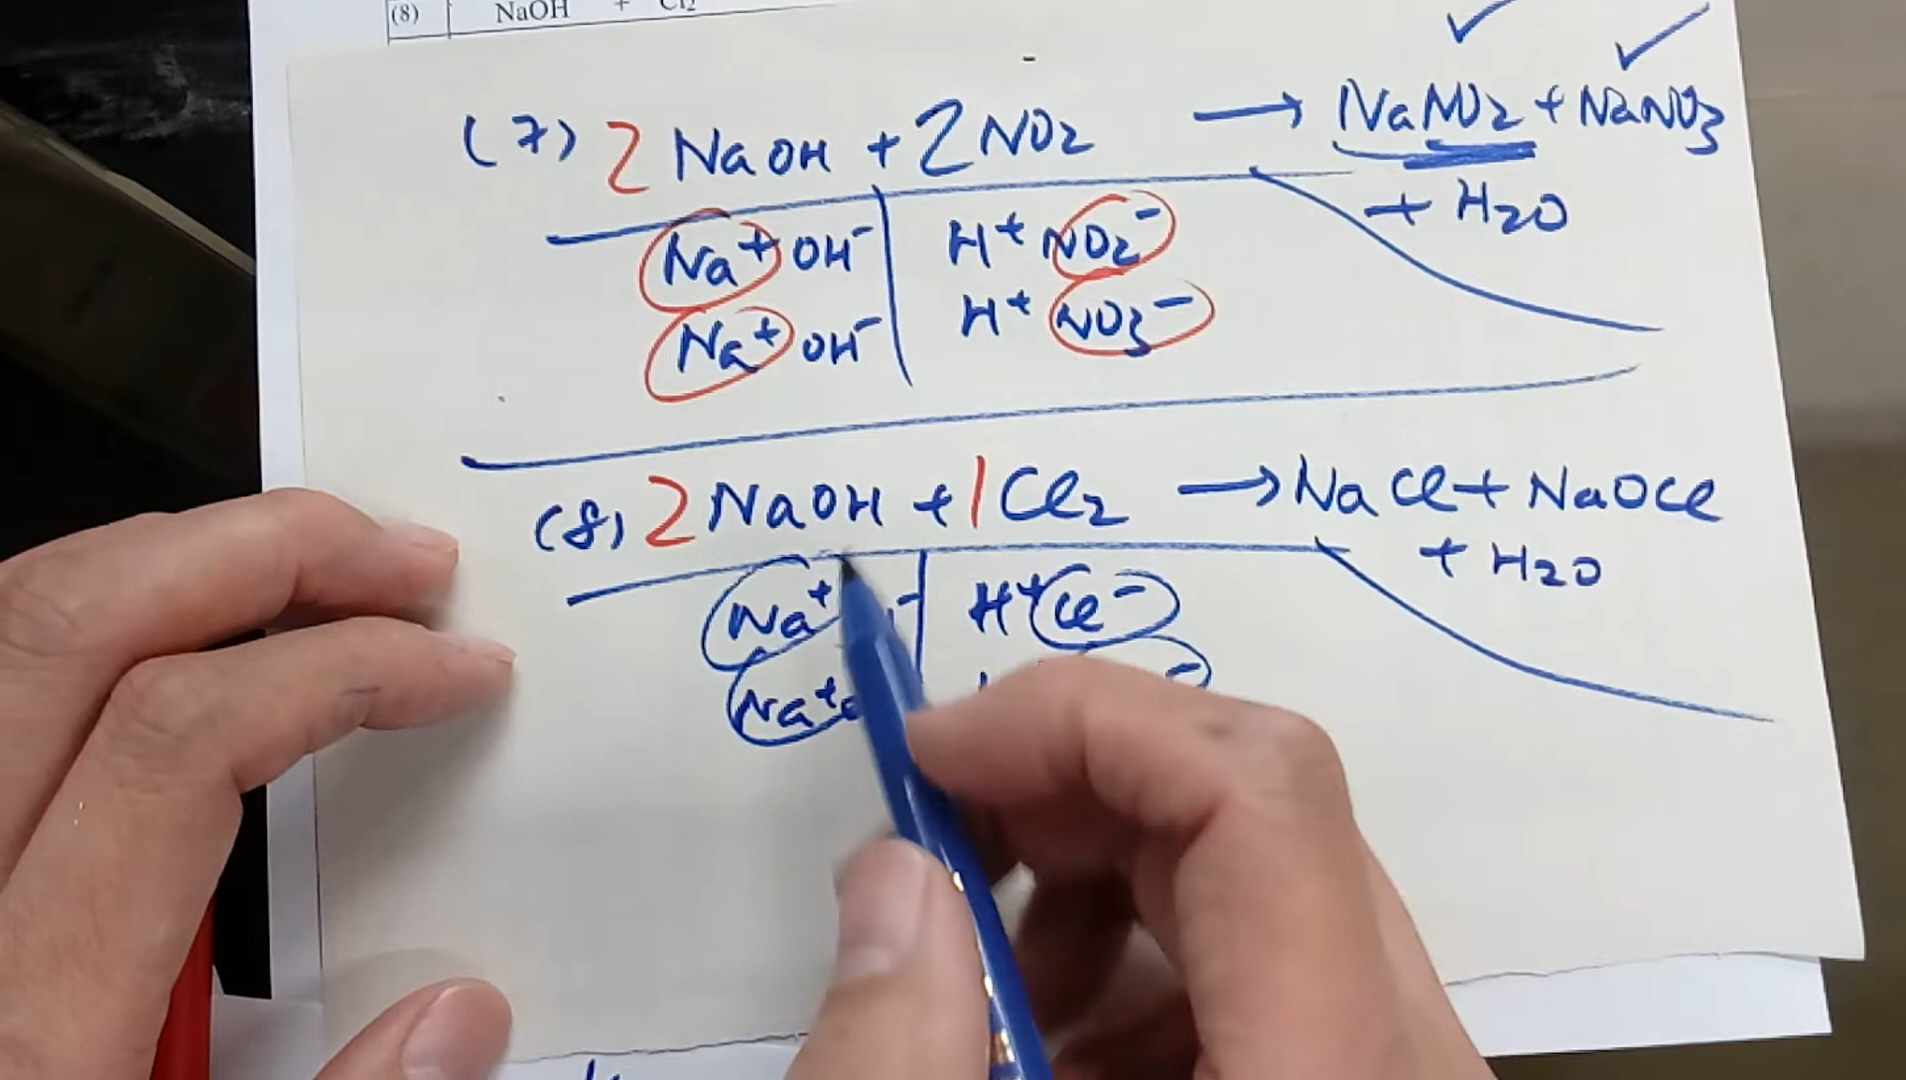 (8) NaOH + Cl2
(7) 2 NaOH + 2 NO2 → NaNO2 + NaNO3
+ H2O
Na+ OH- H+ NO2-
Na+ OH- H+ NO3-
(8) 2 NaOH + 1 Cl2 → NaCl + NaOCl
+ H2O
Na+ - H+ Cl-
Na+ -